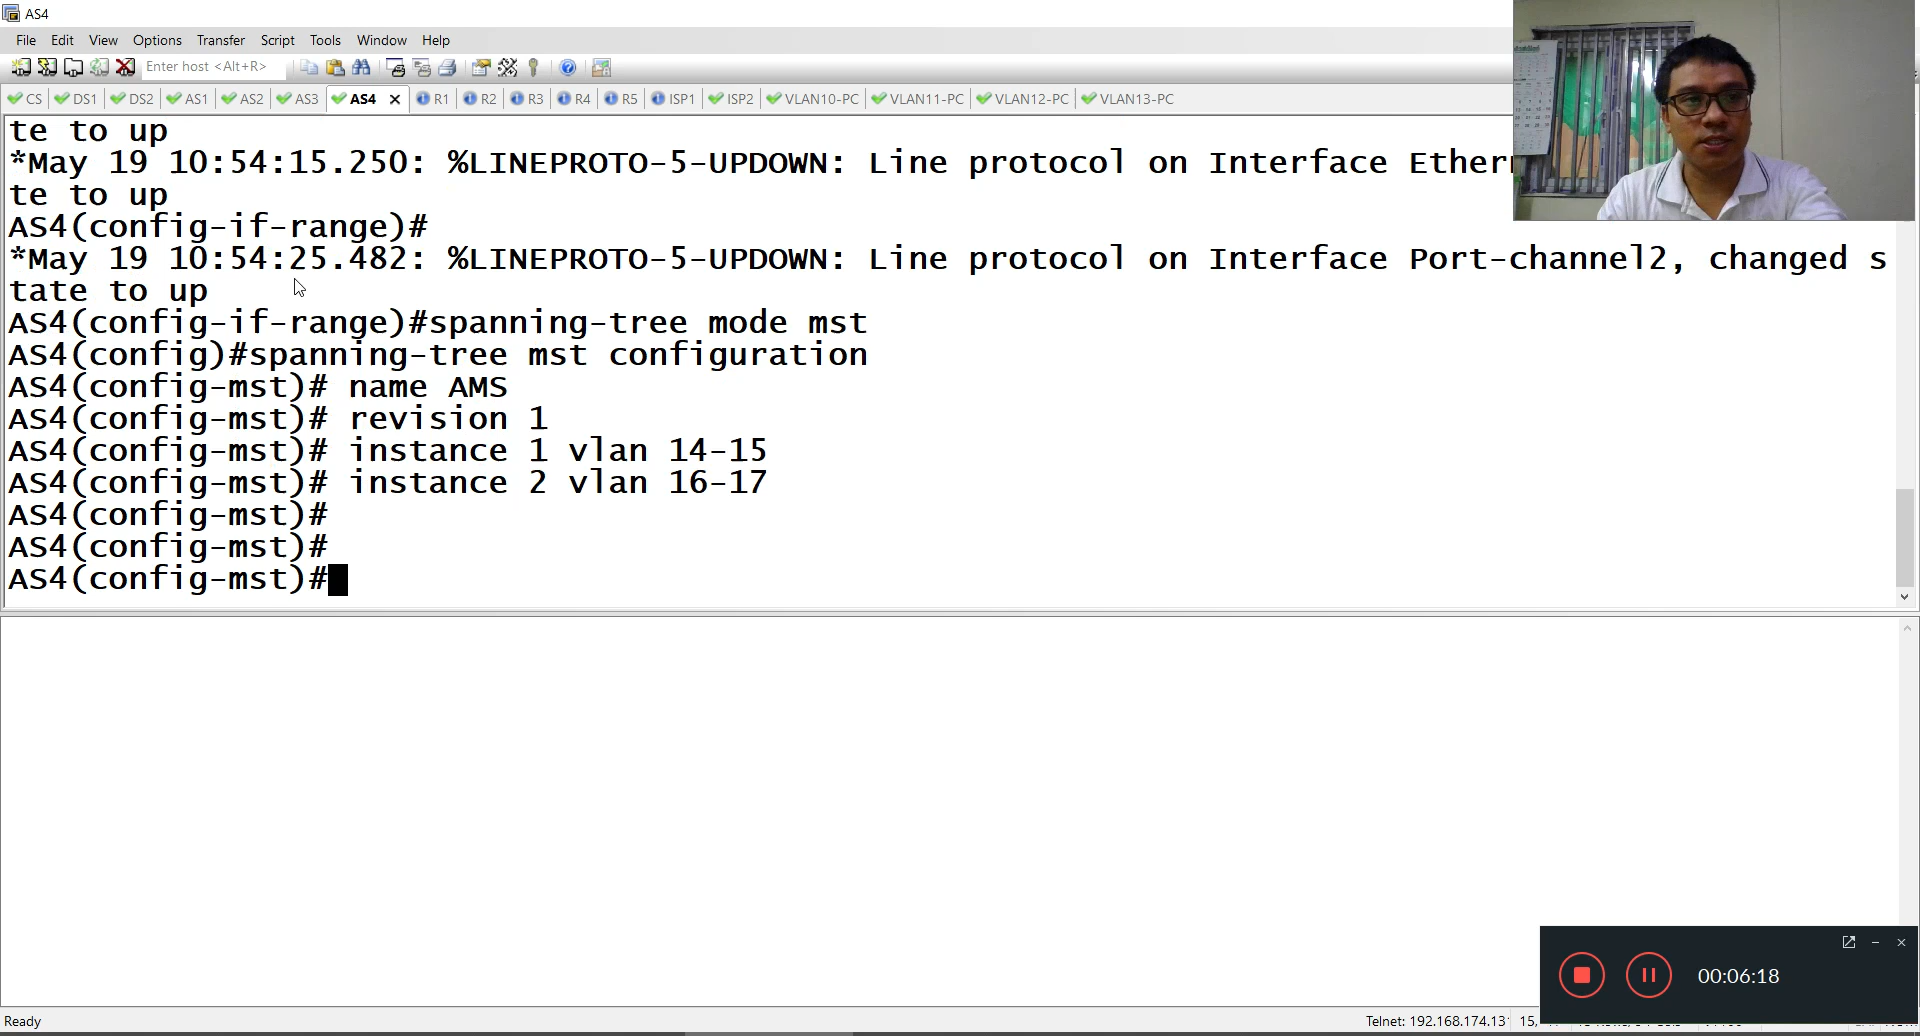 AS4
File Edit View Options Transfer Script Tools Window Help
Enter host <Alt+R>
CS DS1 DS2 AS1 AS2 AS3 AS4 R1 R2 R3 R4 R5 ISP1 ISP2 VLAN10-PC VLAN11-PC VLAN12-PC VLAN13-PC
te to up
*May 19 10:54:15.250: %LINEPROTO-5-UPDOWN: Line protocol on Interface Ether
te to up
AS4(config-if-range)#
*May 19 10:54:25.482: %LINEPROTO-5-UPDOWN: Line protocol on Interface Port-channel2, changed s
tate to up
AS4(config-if-range)#spanning-tree mode mst
AS4(config)#spanning-tree mst configuration
AS4(config-mst)# name AMS
AS4(config-mst)# revision 1
AS4(config-mst)# instance 1 vlan 14-15
AS4(config-mst)# instance 2 vlan 16-17
AS4(config-mst)#
AS4(config-mst)#
AS4(config-mst)#
00:06:18
Ready Telnet: 192.168.174.13 15,